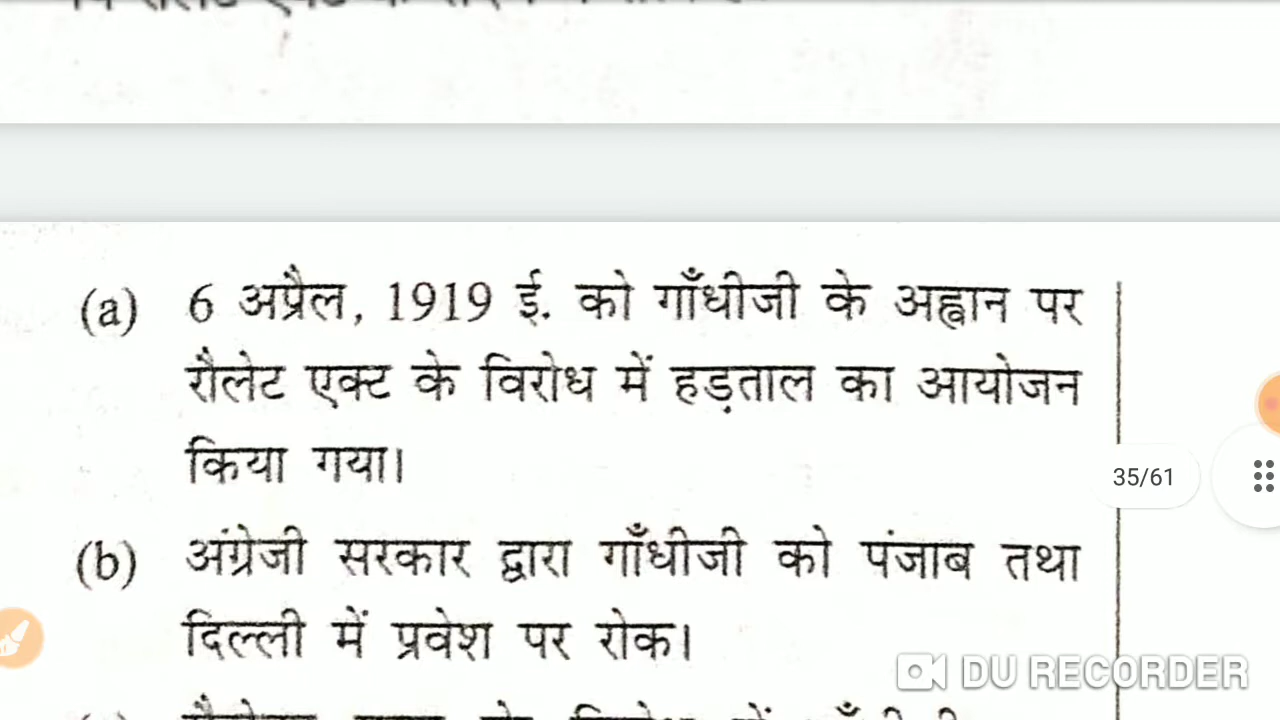 (a) 6 अप्रैल, 1919 ई. को गाँधीजी के अह्वान पर
रौलेट एक्ट के विरोध में हड़ताल का आयोजन
किया गया।
35/61
(b) अंग्रेजी सरकार द्वारा गाँधीजी को पंजाब तथा
दिल्ली में प्रवेश पर रोक।
DU RECORDER